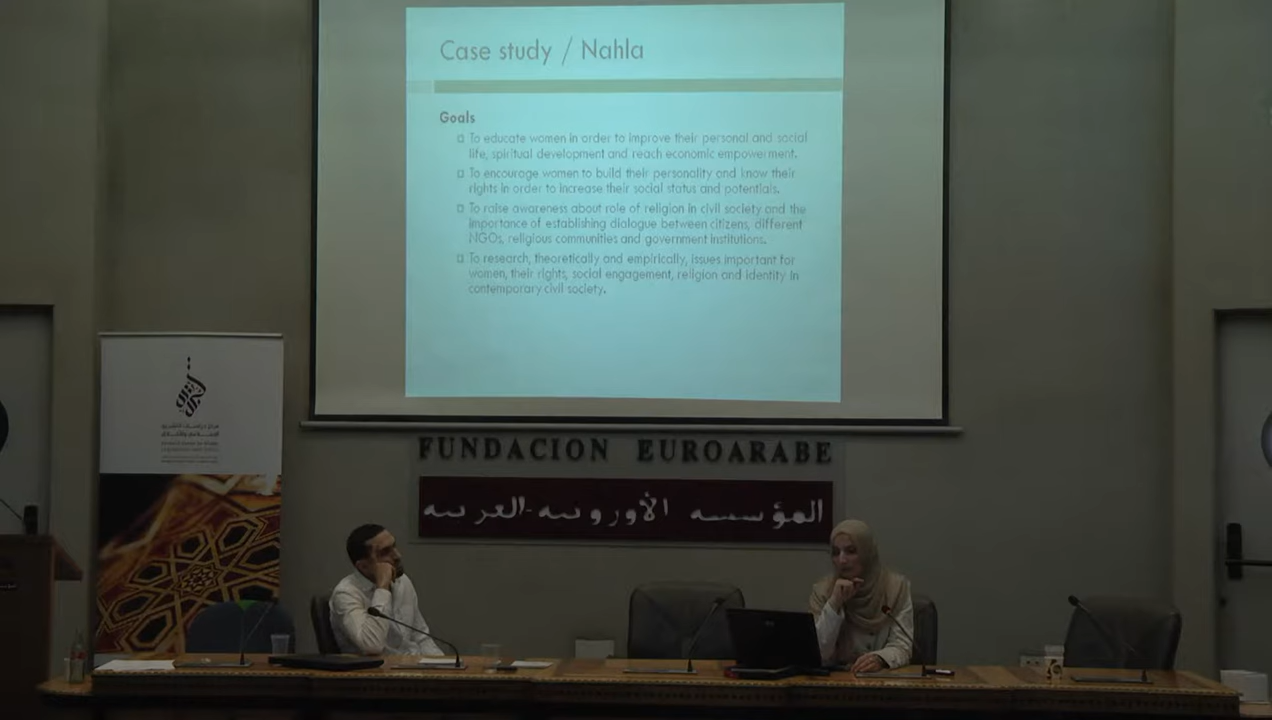 Case study / Nahla
Goals
To educate women in order to improve their personal and social
life, spiritual development and reach economic empowerment.
To encourage women to build their personality and know their
rights in order to increase their social status and potentials.
To raise awareness about role of religion in civil society and the
importance of establishing dialogue between citizens, different
NGOs, religious communities and government institutions.
To research, theoretically and empirically, issues important for
women, their rights, social engagement, religion and identity in
contemporary civil society.
FUNDACION EUROARABE
المؤسسه الأوروبيه-العربيه